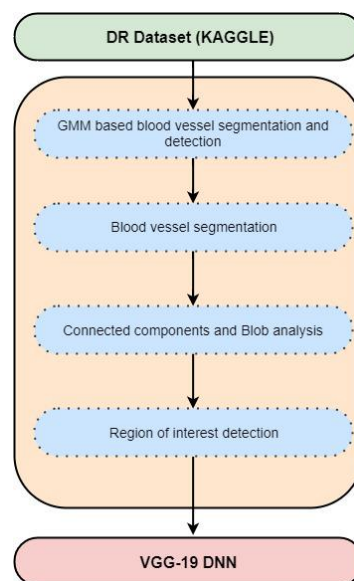 DR Dataset (KAGGLE)
GMM based blood vessel segmentation and
detection
Blood vessel segmentation
Connected components and Blob analysis
Region of interest detection
VGG-19 DNN